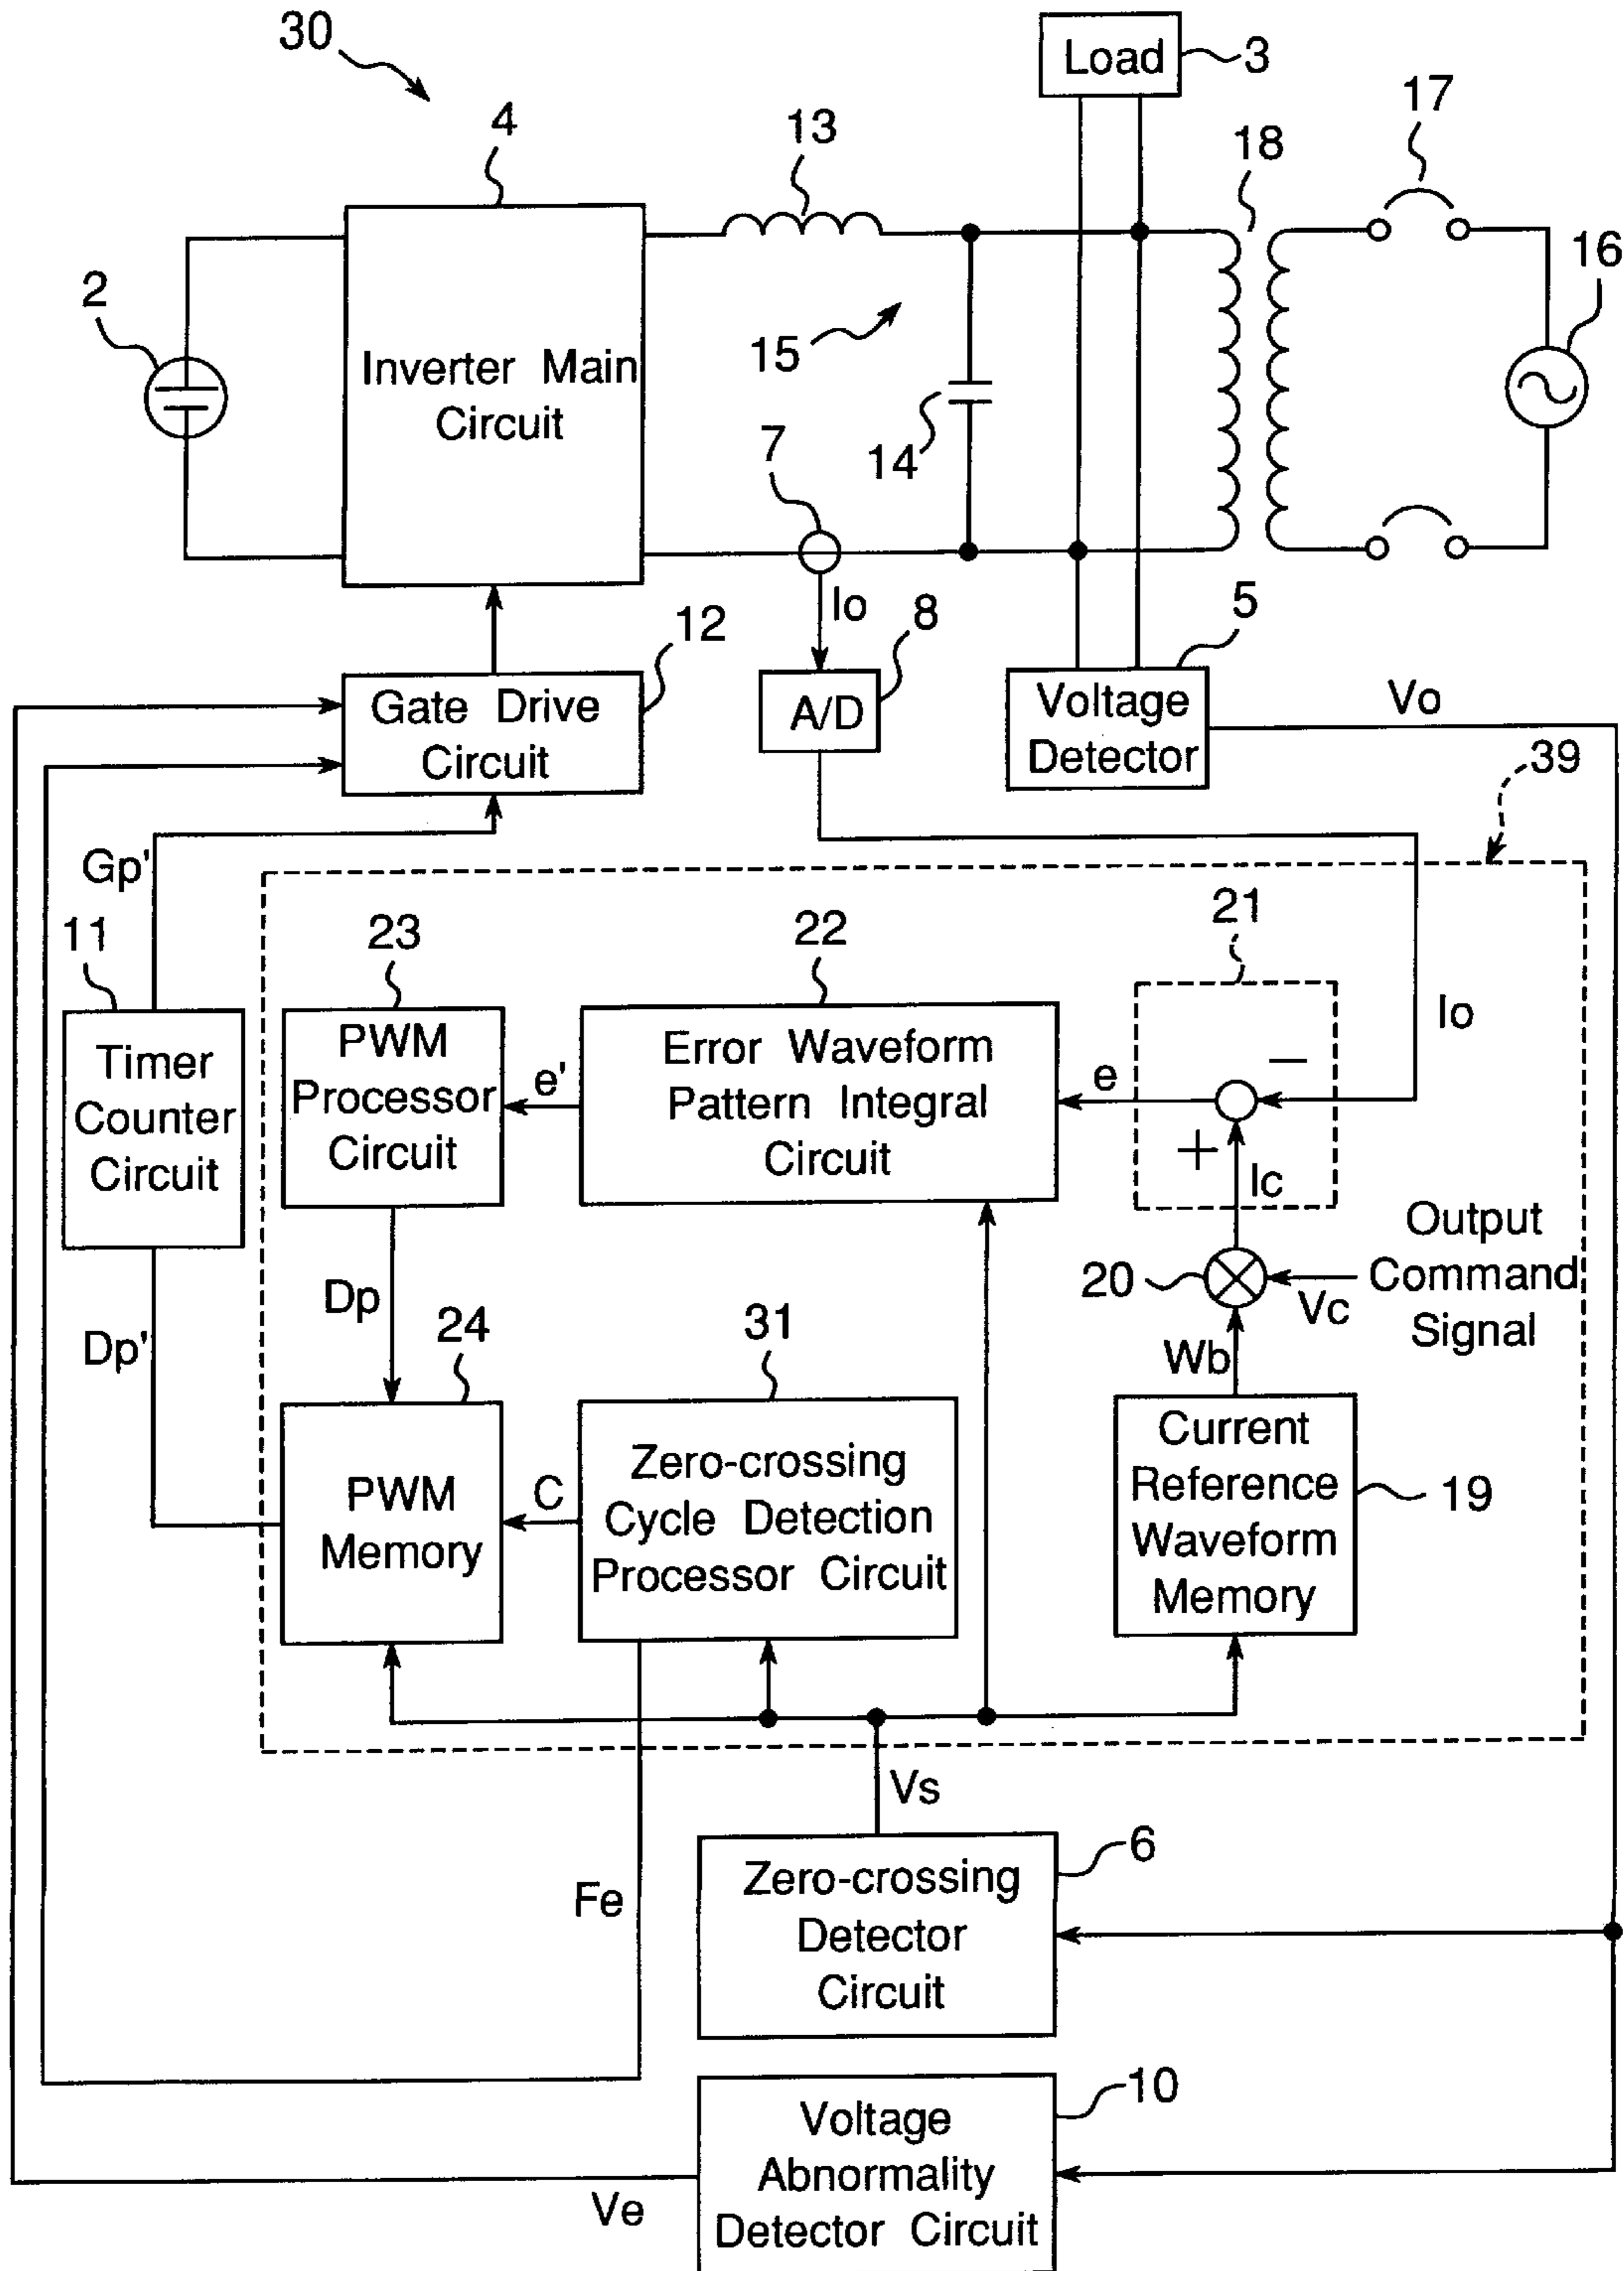 30
Load
3
17
4
13
18
16
2
Inverter Main
Circuit
15
14
7
Io
8
5
12
Gate Drive
Circuit
A/D
Voltage
Detector
Vo
39
Gp'
21
11
23
22
Io
Timer
Counter
Circuit
PWM
Processor
Circuit
e'
Error Waveform
Pattern Integral
Circuit
e
−
+
Ic
Output
Command
Signal
20
Vc
Dp
Dp'
24
31
Wb
PWM
Memory
C
Zero-crossing
Cycle Detection
Processor Circuit
Current
Reference
Waveform
Memory
19
Vs
6
Fe
Zero-crossing
Detector
Circuit
10
Voltage
Abnormality
Detector Circuit
Ve